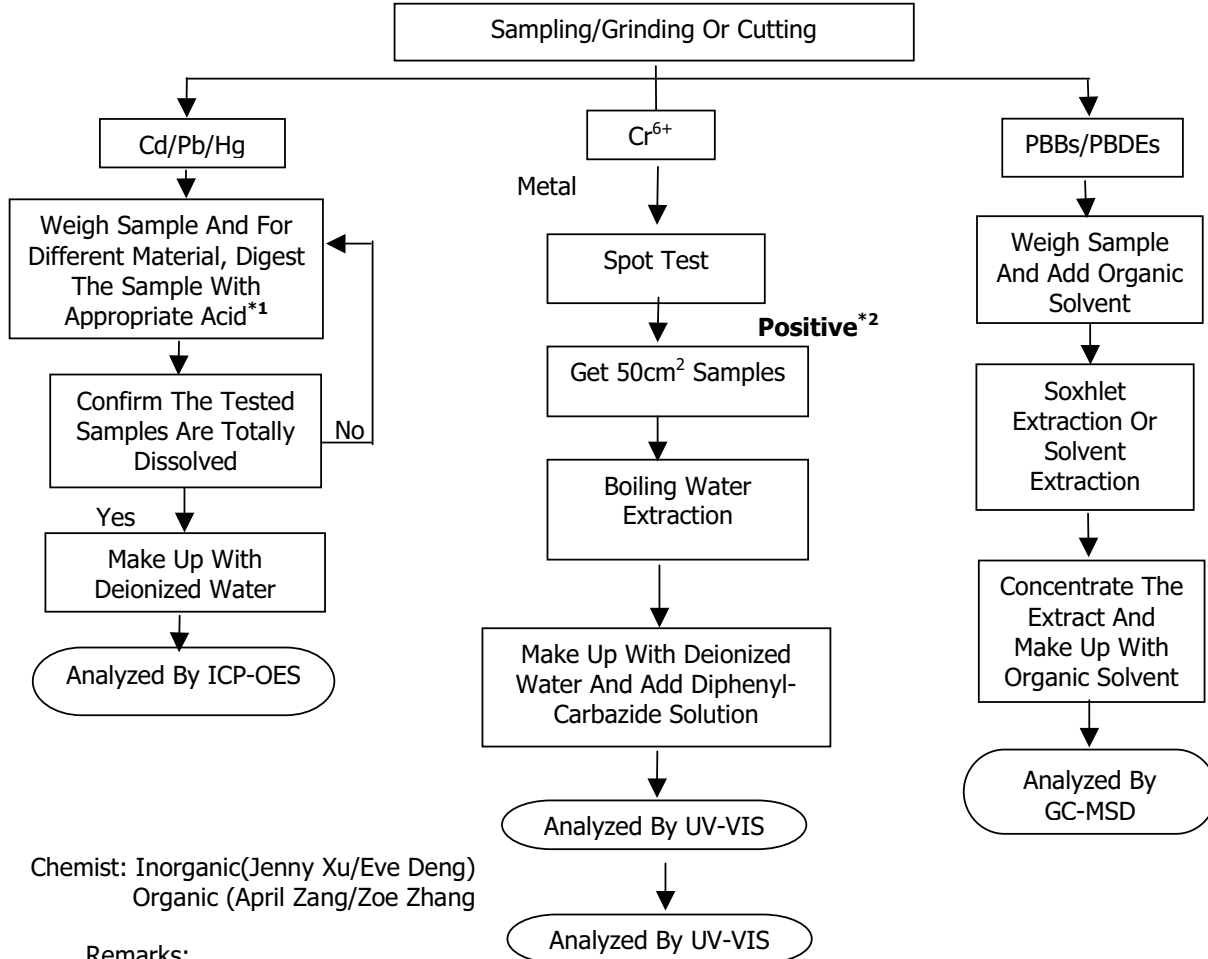 Sampling/Grinding Or Cutting
Cd/Pb/Hg
Weigh Sample And For
Different Material, Digest
The Sample With
Appropriate Acid*1
Confirm The Tested
Samples Are Totally
Dissolved
No
Yes
Make Up With
Deionized Water
Analyzed By ICP-OES
Cr6+
Metal
Spot Test
Positive*2
Get 50cm2 Samples
Boiling Water
Extraction
Make Up With Deionized
Water And Add Diphenyl-
Carbazide Solution
Analyzed By UV-VIS
Analyzed By UV-VIS
PBBs/PBDEs
Weigh Sample
And Add Organic
Solvent
Soxhlet
Extraction Or
Solvent
Extraction
Concentrate The
Extract And
Make Up With
Organic Solvent
Analyzed By
GC-MSD
Chemist: Inorganic(Jenny Xu/Eve Deng)
Organic (April Zang/Zoe Zhang
Remarks: